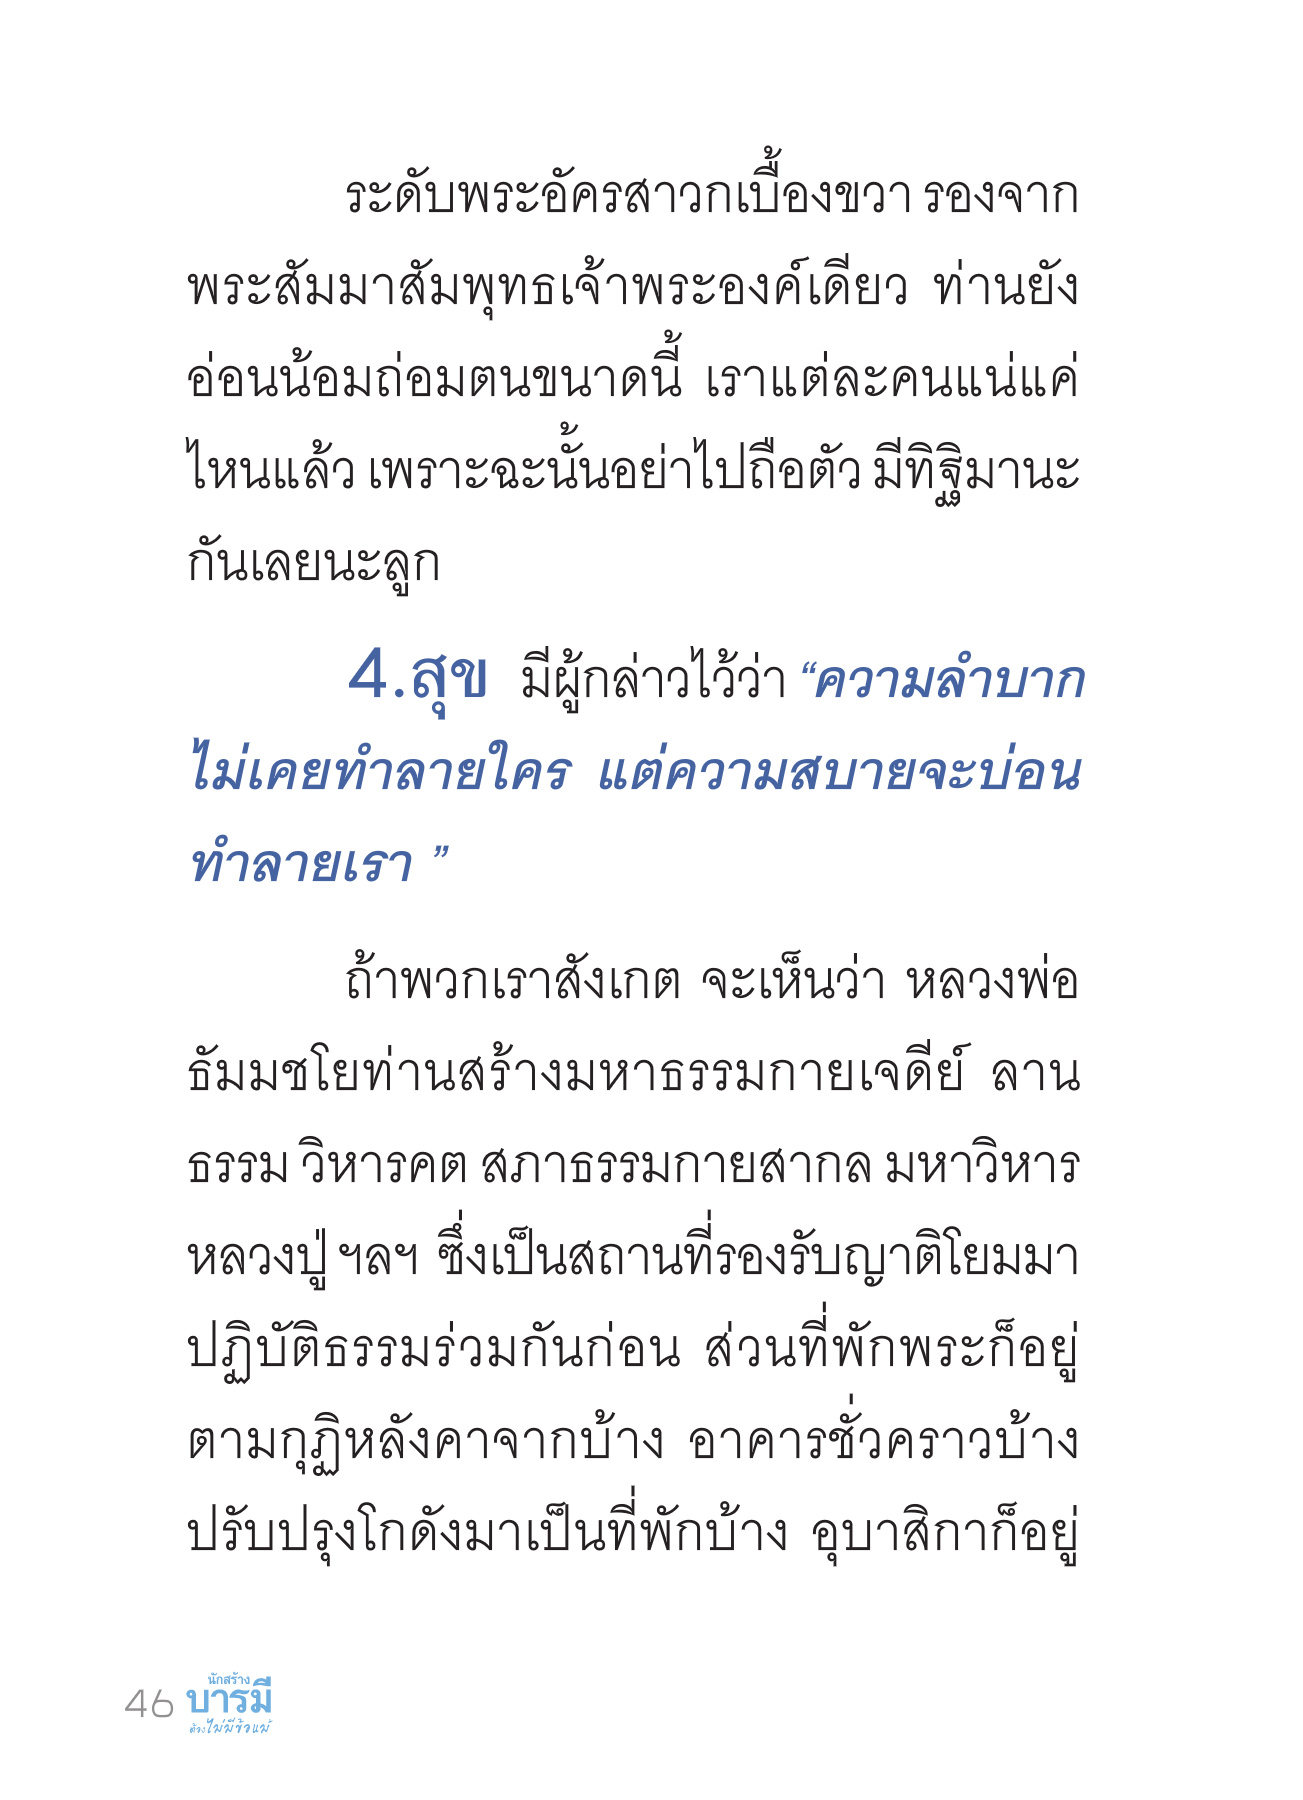 ระดับพระอัครสาวกเบื้องขวา รองจาก
พระสัมมาสัมพุทธเจ้าพระองค์เดียว ท่านยัง
อ่อนน้อมถ่อมตนขนาดนี้ เราแต่ละคนแน่แค่
ไหนแล้ว เพราะฉะนั้นอย่าไปถือตัว มีทิฐิมานะ
กันเลยนะลูก
4.สุข มีผู้กล่าวไว้ว่า “ความลำบาก
ไม่เคยทำลายใคร แต่ความสบายจะบ่อน
ทำลายเรา ”
ถ้าพวกเราสังเกต จะเห็นว่า หลวงพ่อ
ธัมมชโยท่านสร้างมหาธรรมกายเจดีย์ ลาน
ธรรม วิหารคต สภาธรรมกายสากล มหาวิหาร
หลวงปู่ ฯลฯ ซึ่งเป็นสถานที่รองรับญาติโยมมา
ปฏิบัติธรรมร่วมกันก่อน ส่วนที่พักพระก็อยู่
ตามกุฏิหลังคาจากบ้าง อาคารชั่วคราวบ้าง
ปรับปรุงโกดังมาเป็นที่พักบ้าง อุบาสิกาก็อยู่
46 นักสร้าง
บารมี
ต้องไม่มีข้อแม้